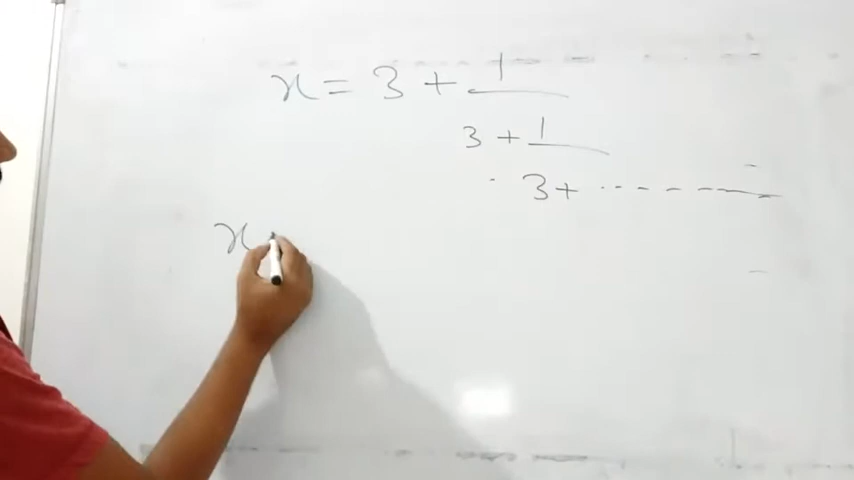 x = 3 + 1
3 + 1
3 + ...------
x